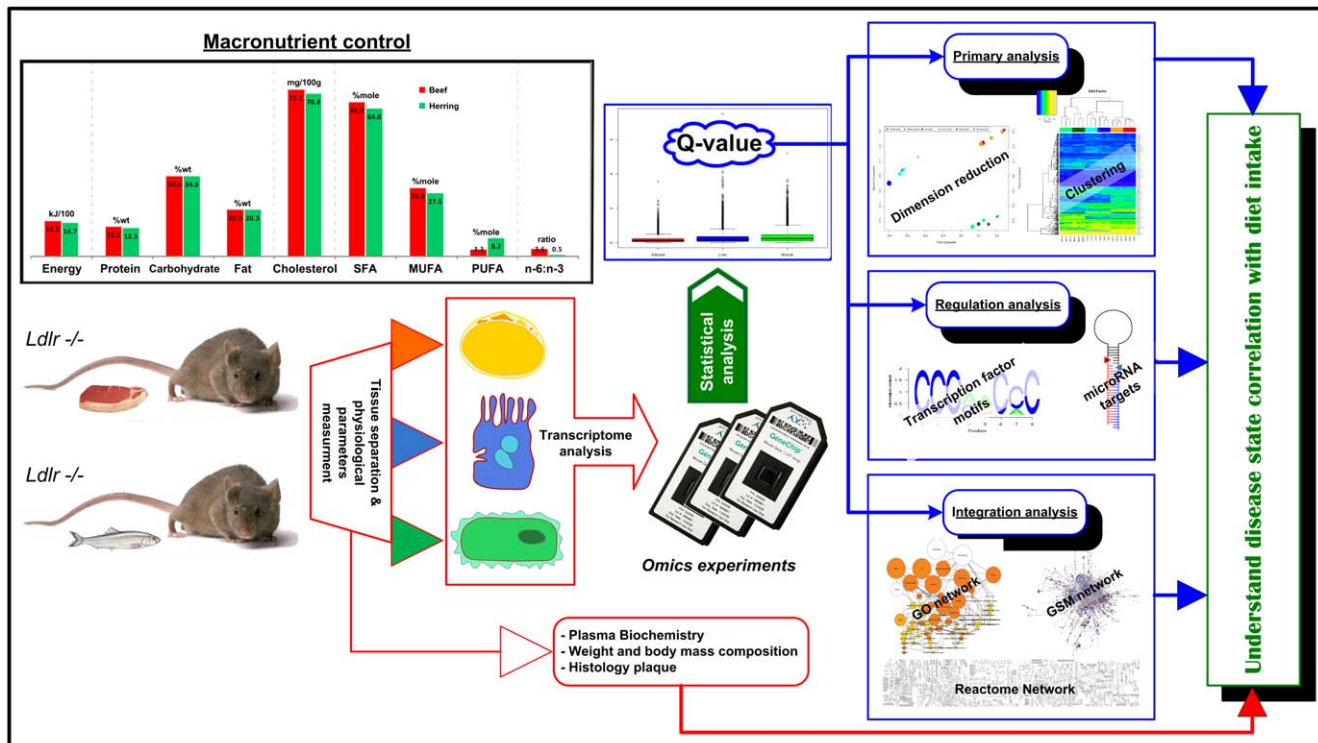 Macronutrient control
Beef
Herring
kJ/100
14.7
Energy
%wt
12.5
Protein
%wt
34.8
Carbohydrate
%wt
20.3
Fat
mg/100g
70.4
Cholesterol
%mole
64.0
SFA
%mole
27.5
MUFA
%mole
8.2
PUFA
ratio
0.5
n-6:n-3
Ldlr -/-
Ldlr -/-
Tissue separation &
physiological
parameters
measurment
Transcriptome
analysis
- Plasma Biochemistry
- Weight and body mass composition
- Histology plaque
GeneChip
Omics experiments
Statistical
analysis
Q-value
Adipose
Liver
Muscle
Primary analysis
Dimension reduction
Clustering
Regulation analysis
Transcription factor
motifs
microRNA
targets
Integration analysis
GO network
GSM network
Reactome Network
Understand disease state correlation with diet intake